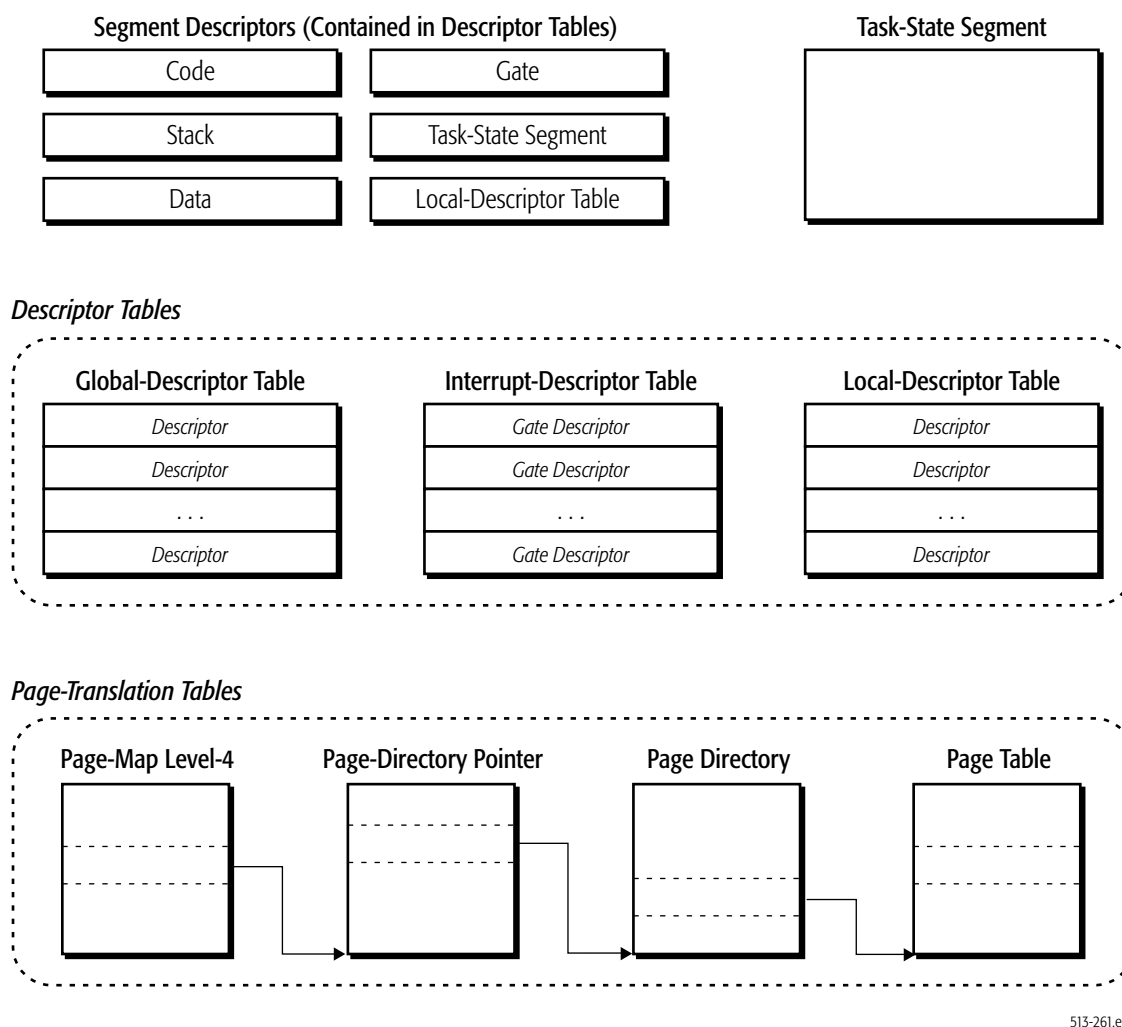 Segment Descriptors (Contained in Descriptor Tables)
Task-State Segment
Code
Gate
Stack
Task-State Segment
Data
Local-Descriptor Table
Descriptor Tables
Global-Descriptor Table
Interrupt-Descriptor Table
Local-Descriptor Table
Descriptor
Gate Descriptor
Descriptor
Descriptor
Gate Descriptor
Descriptor
. . .
. . .
. . .
Descriptor
Gate Descriptor
Descriptor
Page-Translation Tables
Page-Map Level-4
Page-Directory Pointer
Page Directory
Page Table
513-261.e